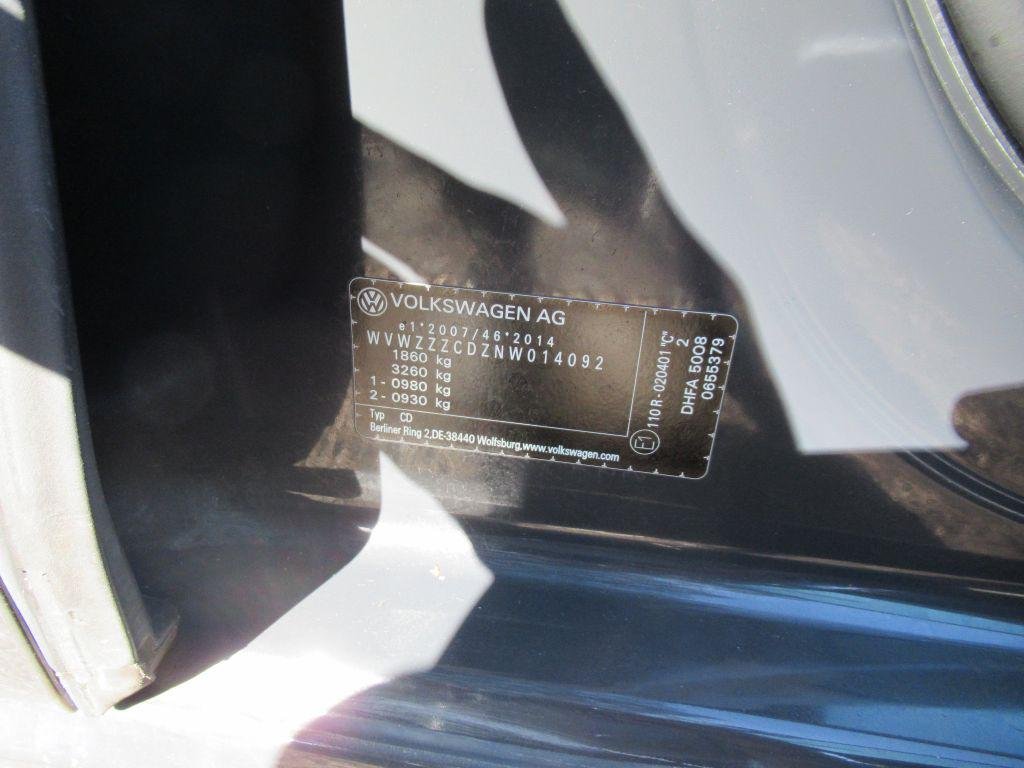 VOLKSWAGEN AG
e1*2007/46*2014
WVWZZZCDZNW014092
1860 kg
3260 kg
1 - 0980 kg
2 - 0930 kg
Typ CD
Berliner Ring 2,DE-38440 Wolfsburg,www.volkswagen.com
E1 110 R - 020401 "C"
2
DHFA 5008
0655379